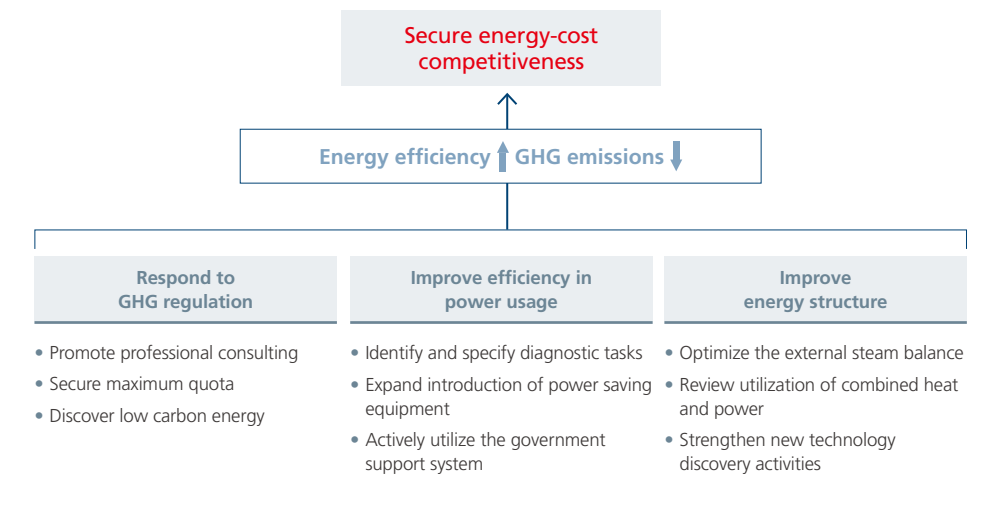 Secure energy-cost
competitiveness
Energy efficiency GHG emissions
Respond to
GHG regulation
• Promote professional consulting
• Secure maximum quota
• Discover low carbon energy
Improve efficiency in
power usage
• Identify and specify diagnostic tasks
• Expand introduction of power saving
equipment
• Actively utilize the government
support system
Improve
energy structure
• Optimize the external steam balance
• Review utilization of combined heat
and power
• Strengthen new technology
discovery activities